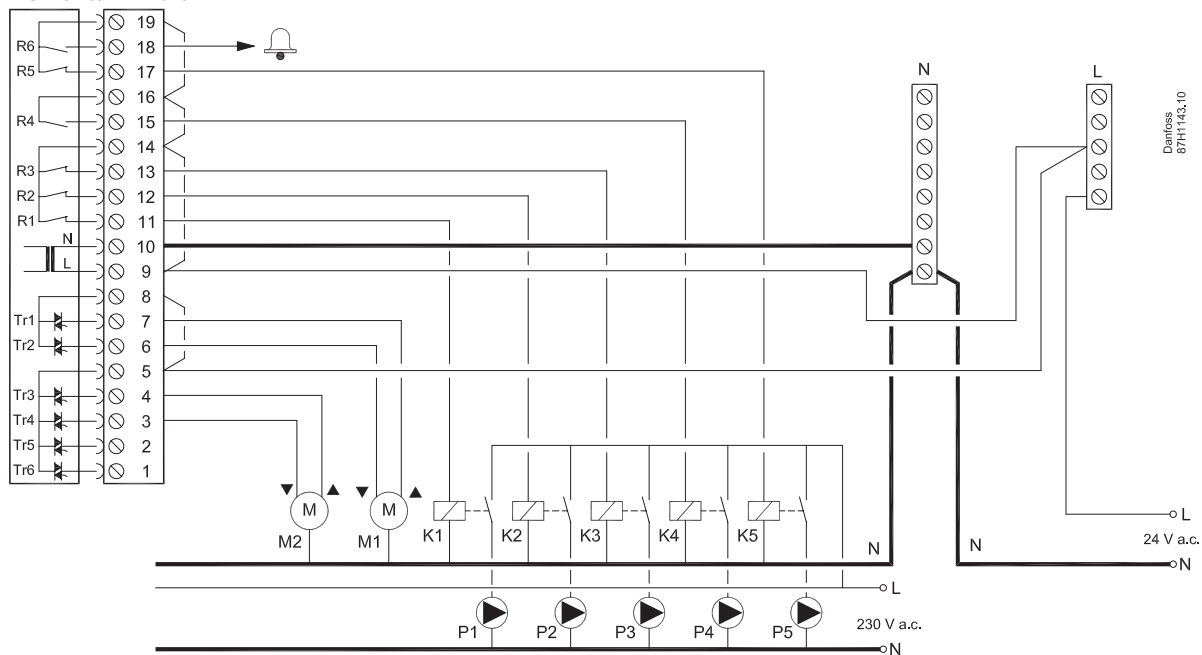 19
R6 18
R5 17
16
R4 15
14
R3 13
R2 12
R1 11
N 10
L 9
8
Tr1 7
Tr2 6
5
Tr3 4
Tr4 3
Tr5 2
Tr6 1
N
L
Danfoss
87H1143.10
M M
M2 M1 K1 K2 K3 K4 K5
N N
L
24 V a.c.
N
L
P1 P2 P3 P4 P5
230 V a.c.
N